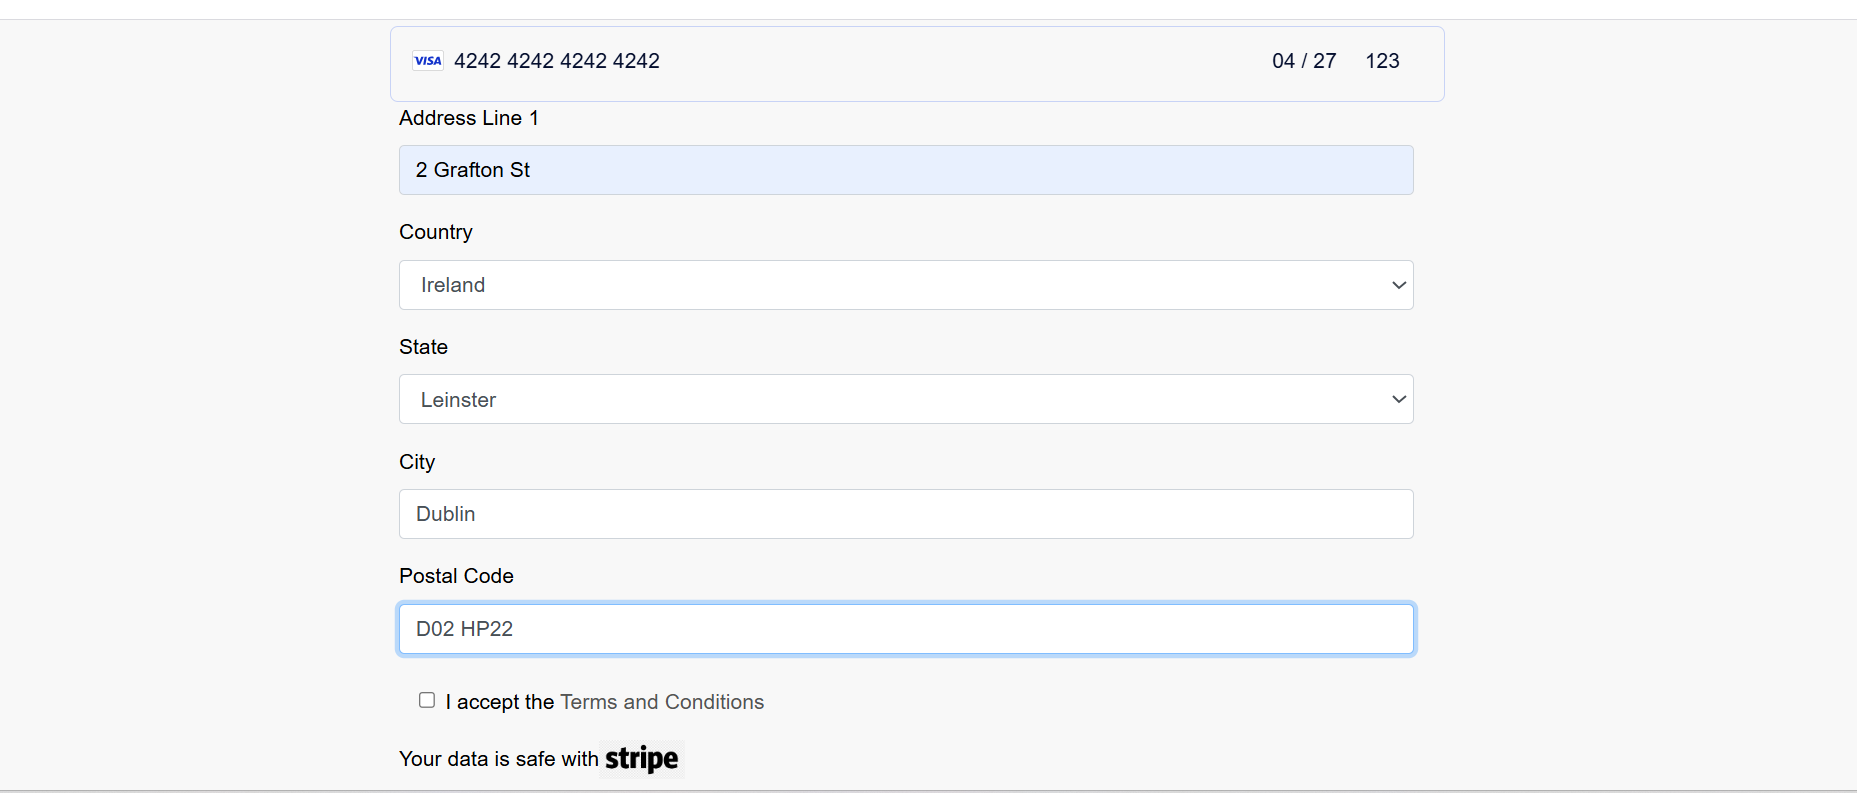 VISA 4242 4242 4242 4242 04 / 27 123
Address Line 1
2 Grafton St
Country
Ireland
State
Leinster
City
Dublin
Postal Code
D02 HP22
I accept the Terms and Conditions
Your data is safe with stripe